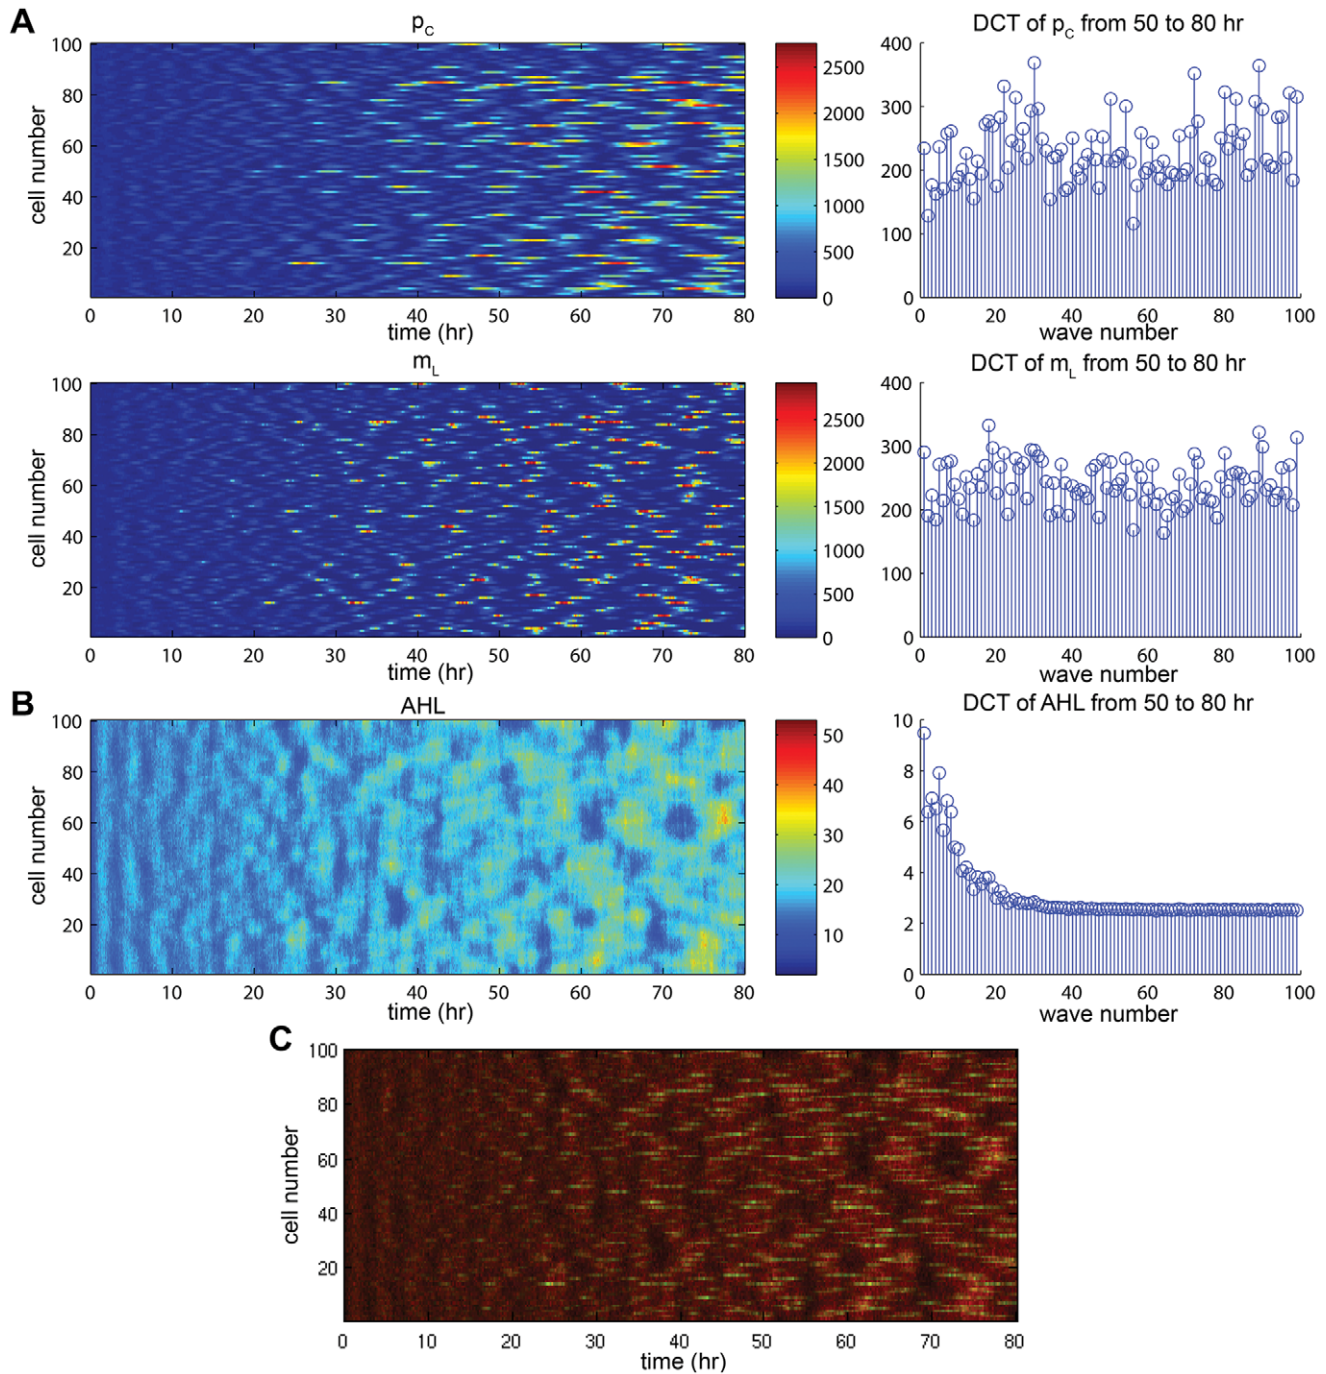 A
p_C
DCT of p_C from 50 to 80 hr
cell number
100
80
60
40
20
0 10 20 30 40 50 60 70 80
time (hr)
2500
2000
1500
1000
500
0
400
300
200
100
0
0 20 40 60 80 100
wave number
m_L
DCT of m_L from 50 to 80 hr
cell number
100
80
60
40
20
0 10 20 30 40 50 60 70 80
time (hr)
2500
2000
1500
1000
500
0
400
300
200
100
0
0 20 40 60 80 100
wave number
B
AHL
DCT of AHL from 50 to 80 hr
cell number
100
80
60
40
20
0 10 20 30 40 50 60 70 80
time (hr)
50
40
30
20
10
10
8
6
4
2
0
0 20 40 60 80 100
wave number
C
cell number
100
80
60
40
20
0 10 20 30 40 50 60 70 80
time (hr)